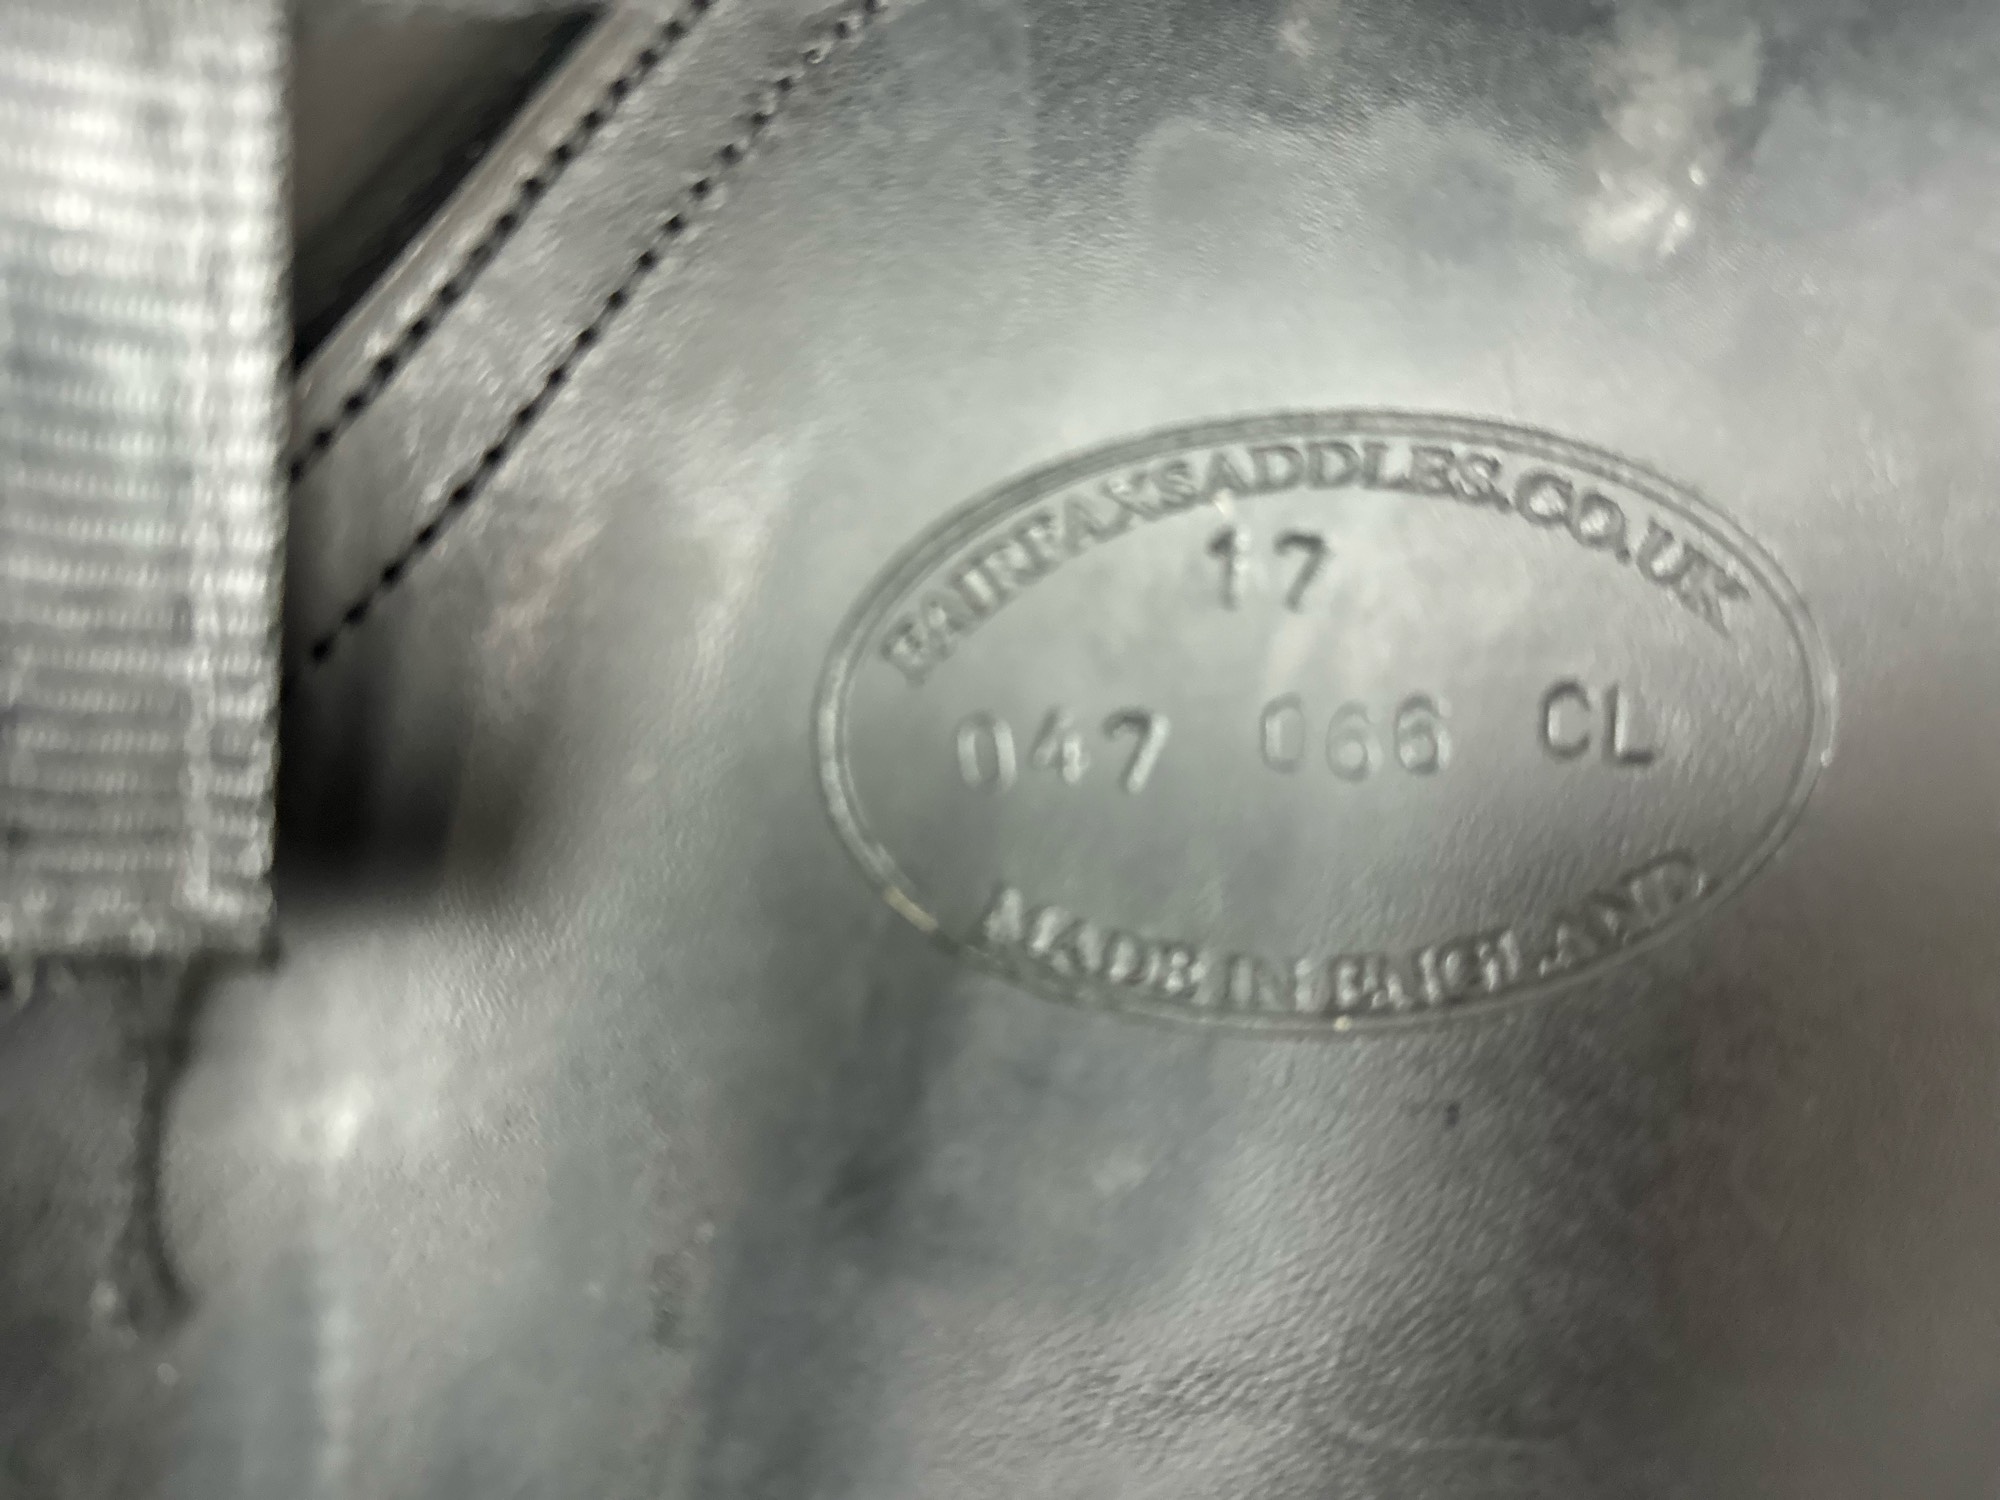 FAIRFAXSADDLES.CO.UK
17
047 066 CL
MADE IN ENGLAND